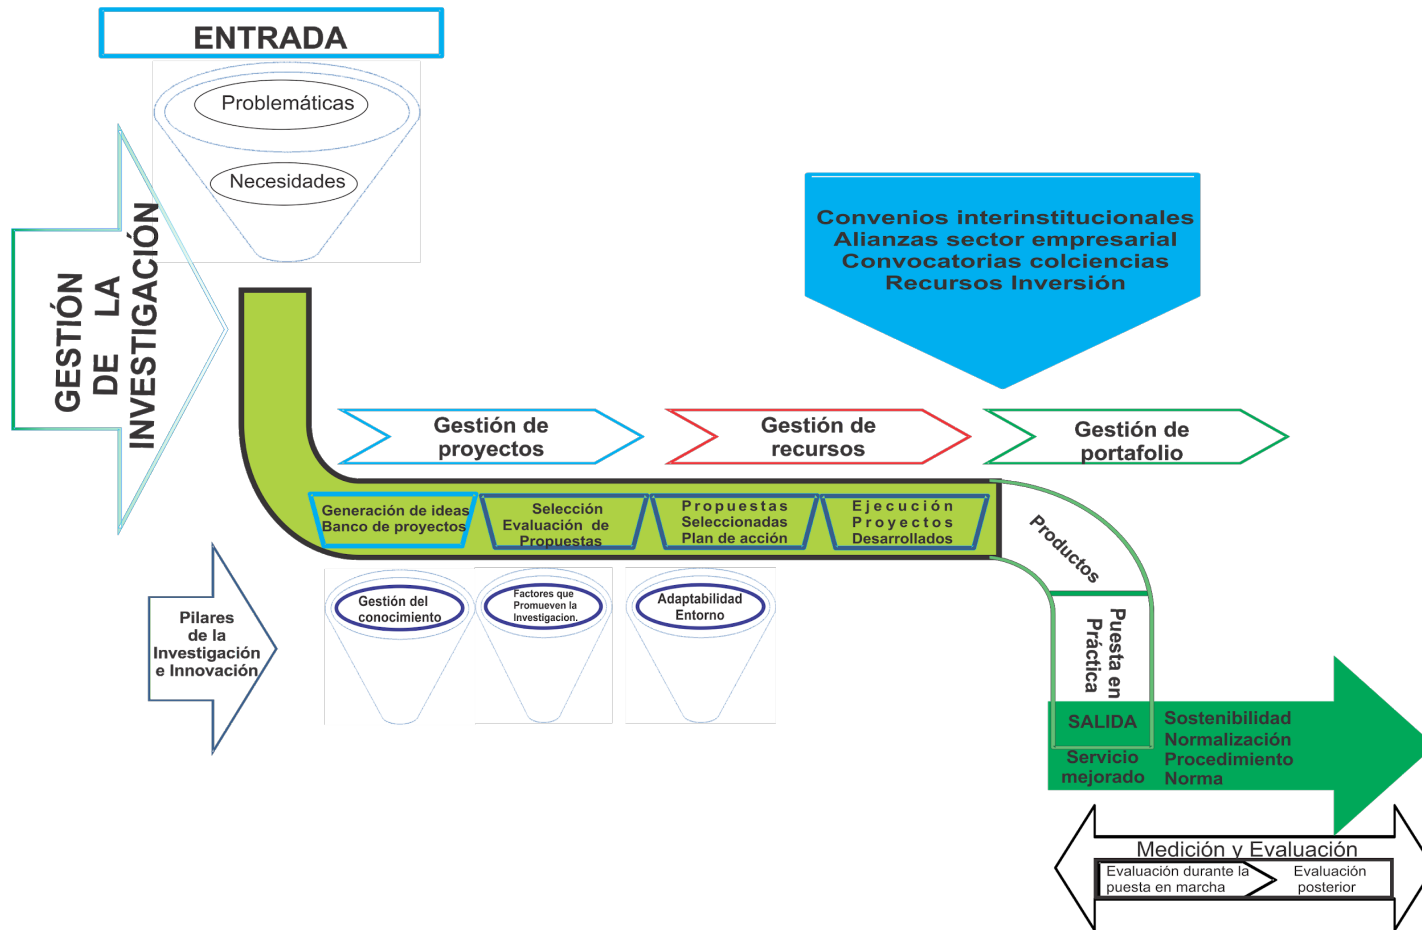 ENTRADA
Problemáticas
Necesidades
GESTIÓN
DE LA
INVESTIGACIÓN
Convenios interinstitucionales
Alianzas sector empresarial
Convocatorias colciencias
Recursos Inversión
Gestión de
proyectos
Gestión de
recursos
Gestión de
portafolio
Generación de ideas
Banco de proyectos
Selección
Evaluación de
Propuestas
Propuestas
Seleccionadas
Plan de acción
Ejecución
Proyectos
Desarrollados
Productos
Puesta en
Práctica
Pilares
de la
Investigación
e Innovación
Gestión del
conocimiento
Factores que
Promueven la
Investigacion.
Adaptabilidad
Entorno
SALIDA
Servicio
mejorado
Sostenibilidad
Normalización
Procedimiento
Norma
Medición y Evaluación
Evaluación durante la
puesta en marcha
Evaluación
posterior